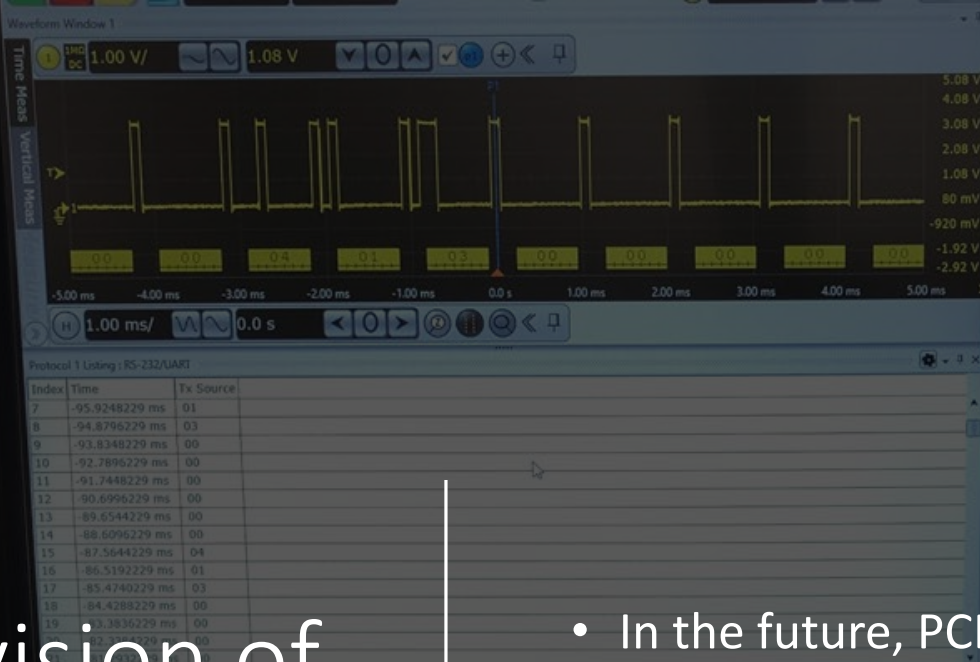 Waveform Window 1
Time Meas
Vertical Meas
1MΩ
DC
1.00 V/
1.08 V
5.08 V
4.08 V
3.08 V
2.08 V
1.08 V
80 mV
-920 mV
-1.92 V
-2.92 V
T
1
00 00 04 01 03 00 00 00 00 00
-5.00 ms -4.00 ms -3.00 ms -2.00 ms -1.00 ms 0.0 s 1.00 ms 2.00 ms 3.00 ms 4.00 ms 5.00 ms
H 1.00 ms/ 0.0 s
Protocol 1 Listing : RS-232/UART
Index Time Tx Source
7 -95.9248229 ms 01
8 -94.8796229 ms 03
9 -93.8348229 ms 00
10 -92.7896229 ms 00
11 -91.7448229 ms 00
12 -90.6996229 ms 00
13 -89.6544229 ms 00
14 -88.6096229 ms 00
15 -87.5644229 ms 04
16 -86.5192229 ms 01
17 -85.4740229 ms 03
18 -84.4288229 ms 00
19 -83.3836229 ms 00
vision of
• In the future, PC